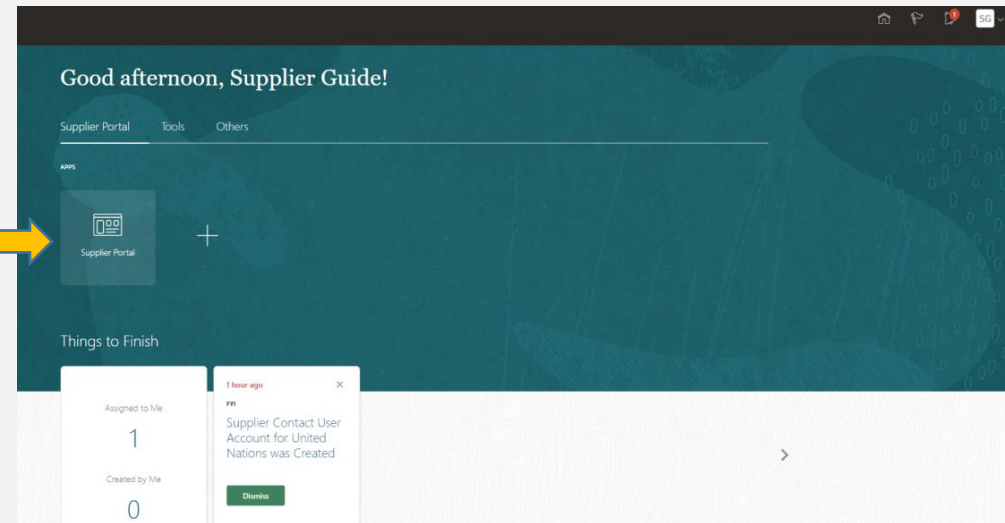 1
SG
Good afternoon, Supplier Guide!
Supplier Portal Tools Others
APPS
Supplier Portal
Things to Finish
Assigned to Me
1
Created by Me
0
1 hour ago
FYI
Supplier Contact User
Account for United
Nations was Created
Dismiss